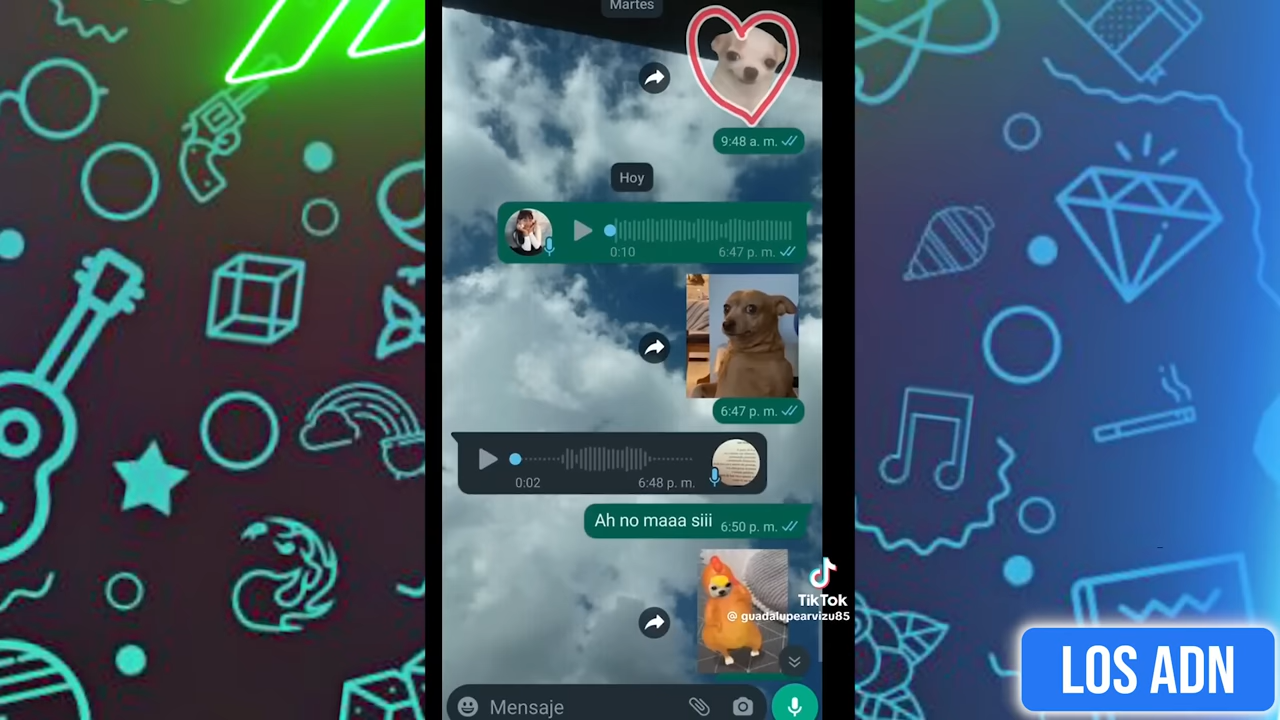 Martes
9:48 a. m.
Hoy
0:10
6:47 p. m.
6:47 p. m.
0:02
6:48 p. m.
Ah no maaa siii
6:50 p. m.
TikTok
@guadalupearvizu85
Mensaje
LOS ADN